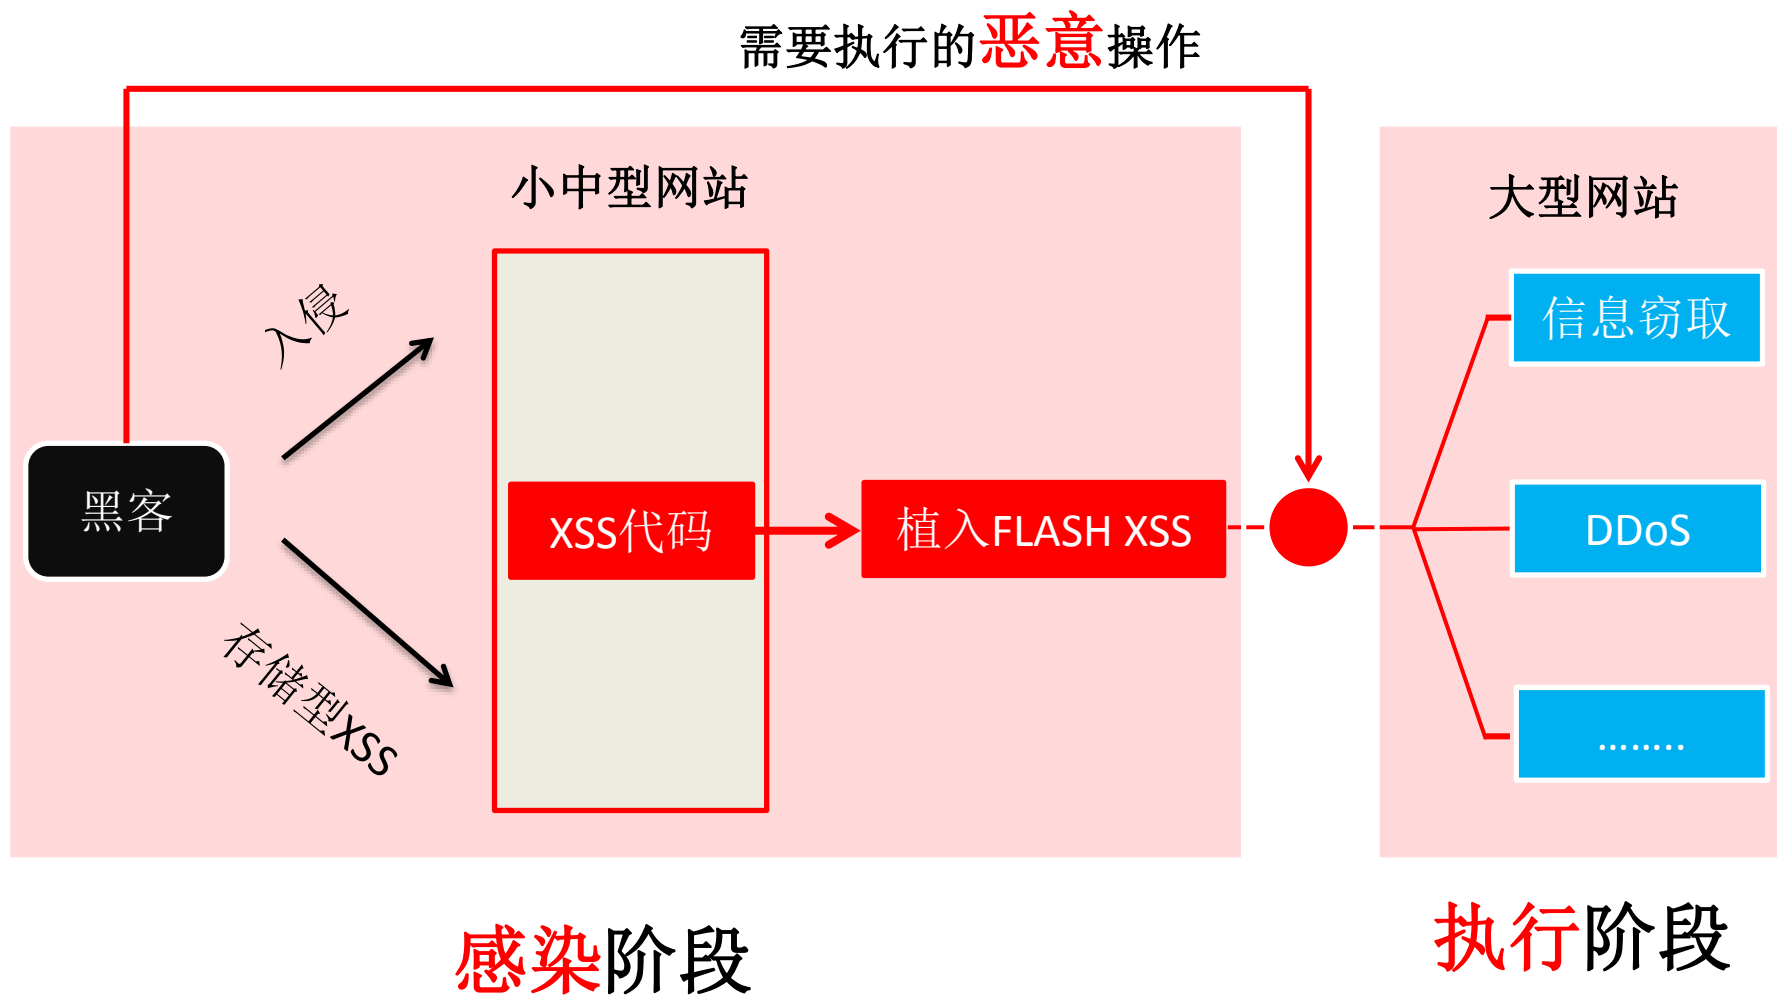 需要执行的恶意操作
小中型网站
大型网站
入侵
信息窃取
黑客
XSS代码
植入FLASH XSS
DDoS
存储型XSS
........
感染阶段
执行阶段